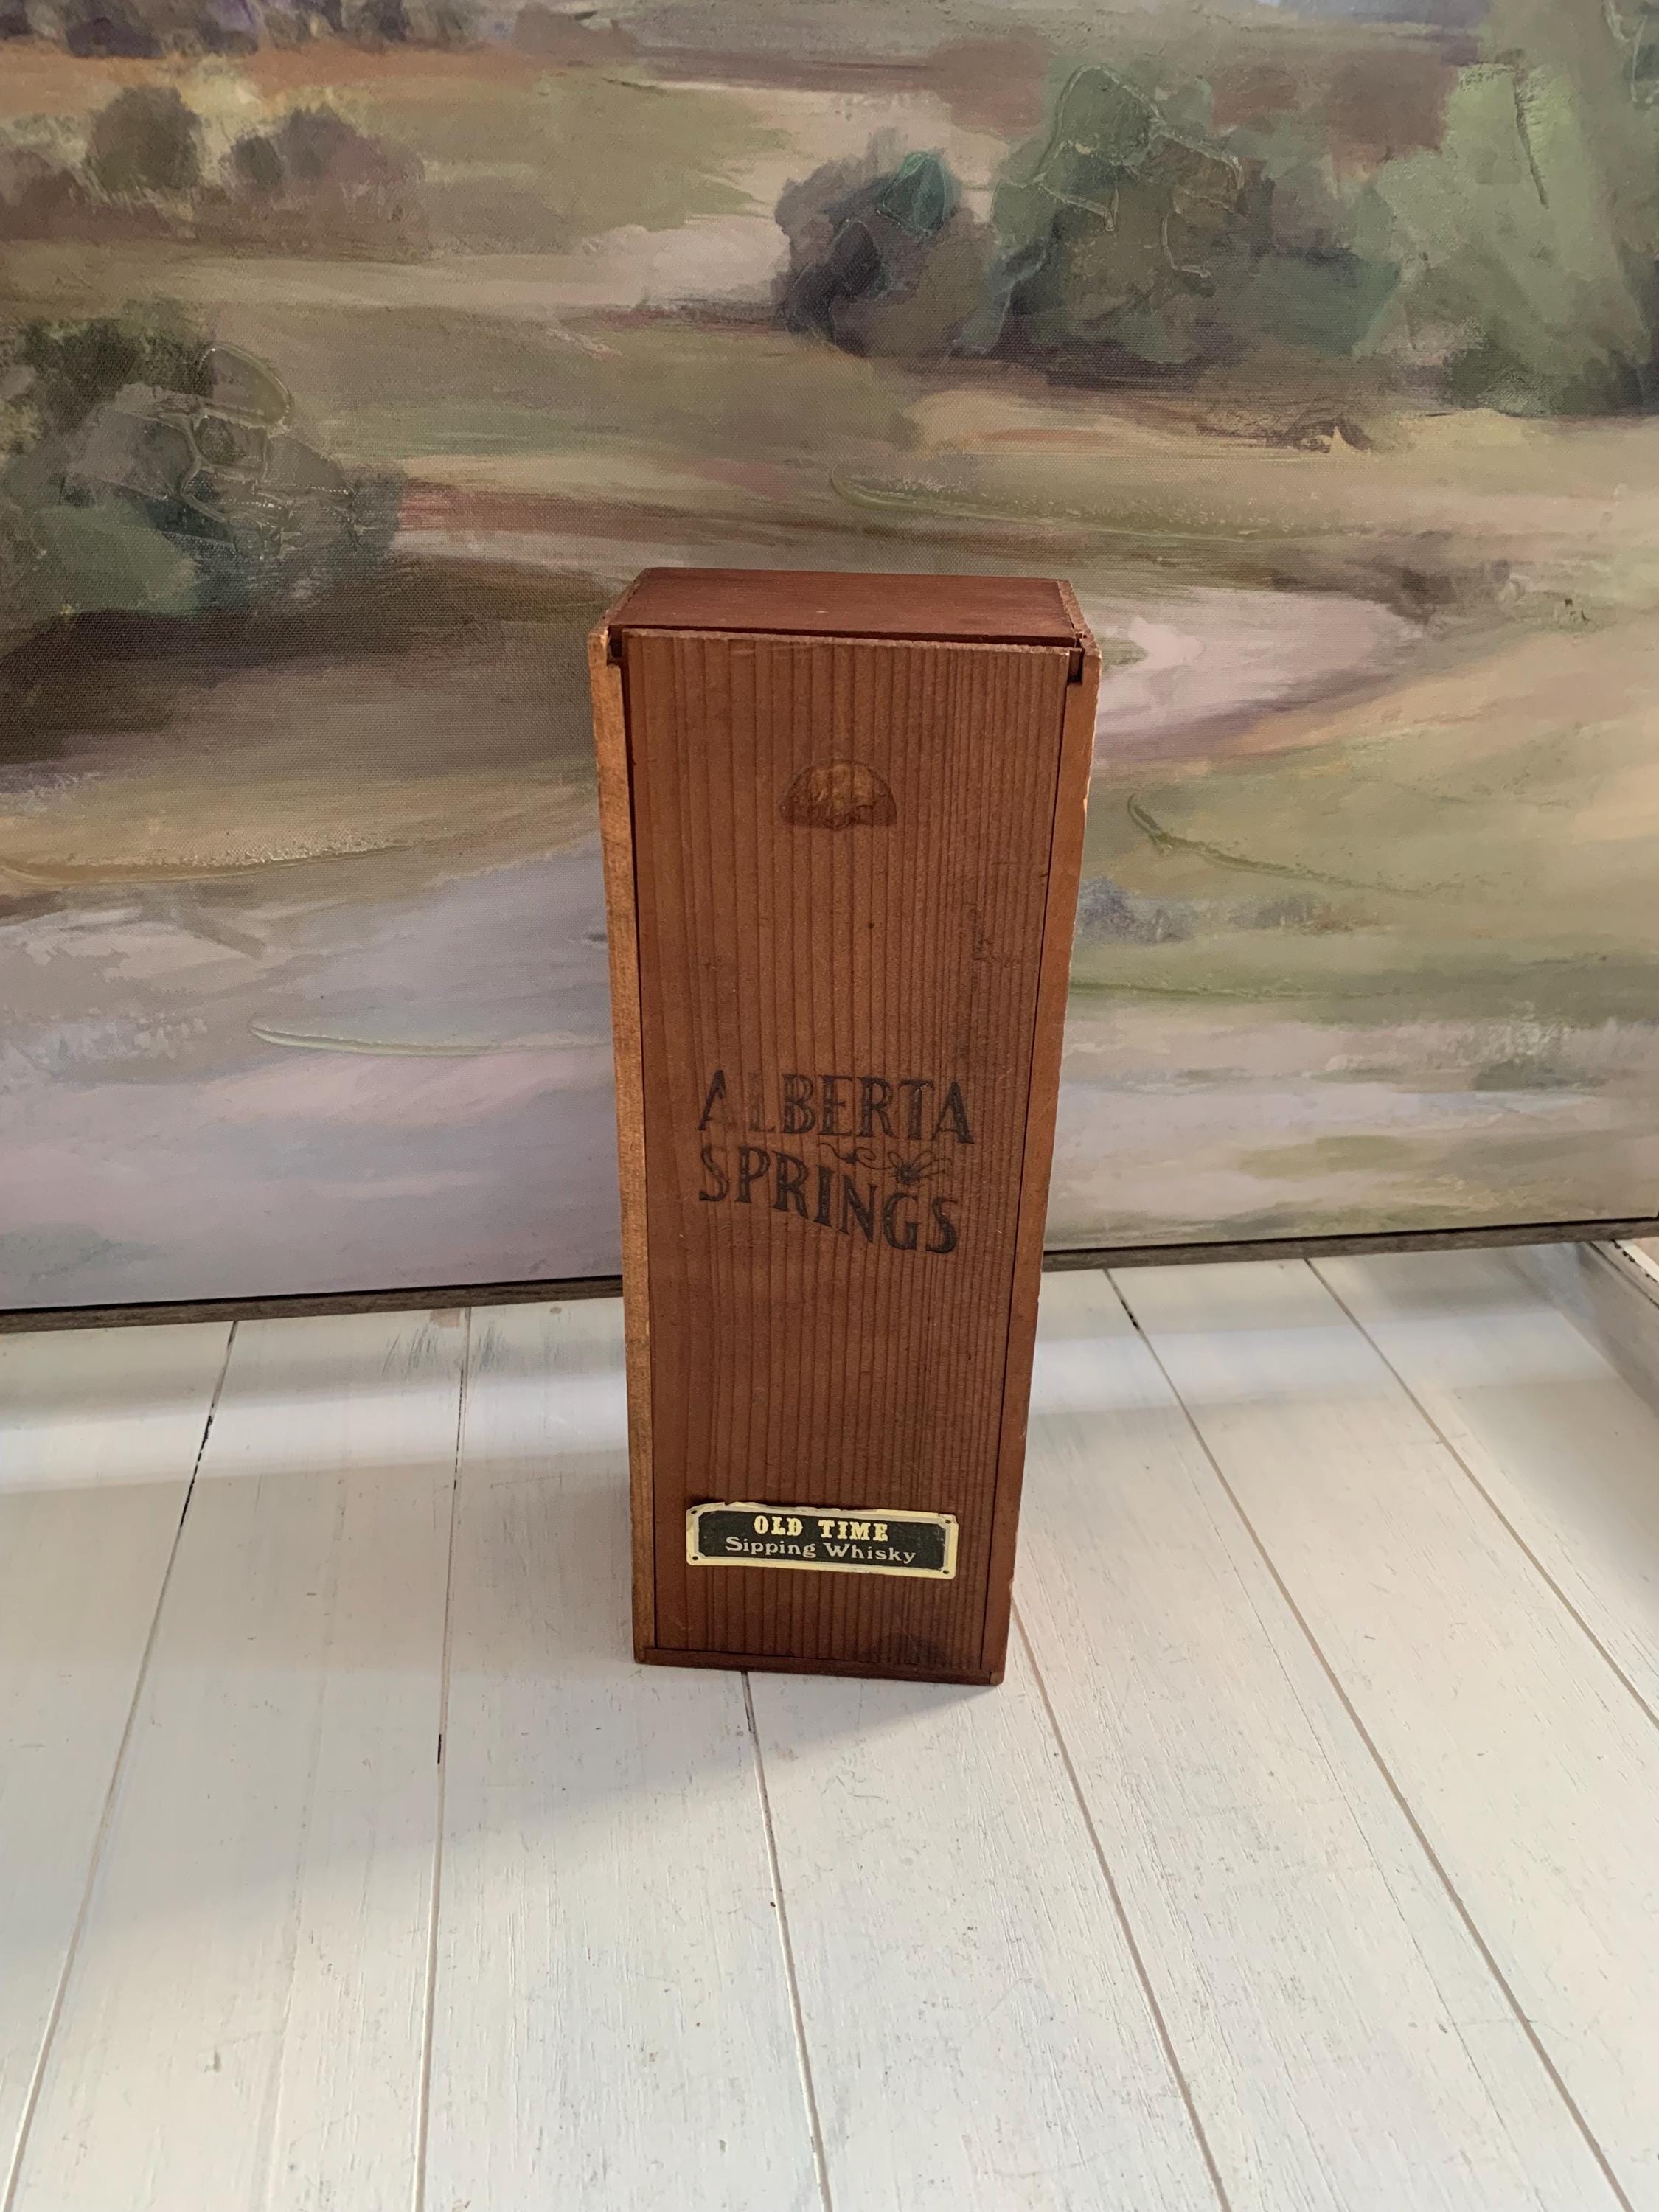 ALBERTA
SPRINGS
OLD TIME
Sipping Whisky